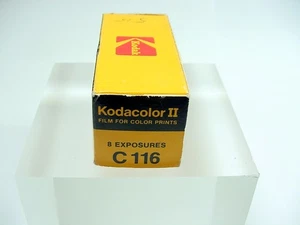 Kodak
Kodacolor II
FILM FOR COLOR PRINTS
8 EXPOSURES
C 116